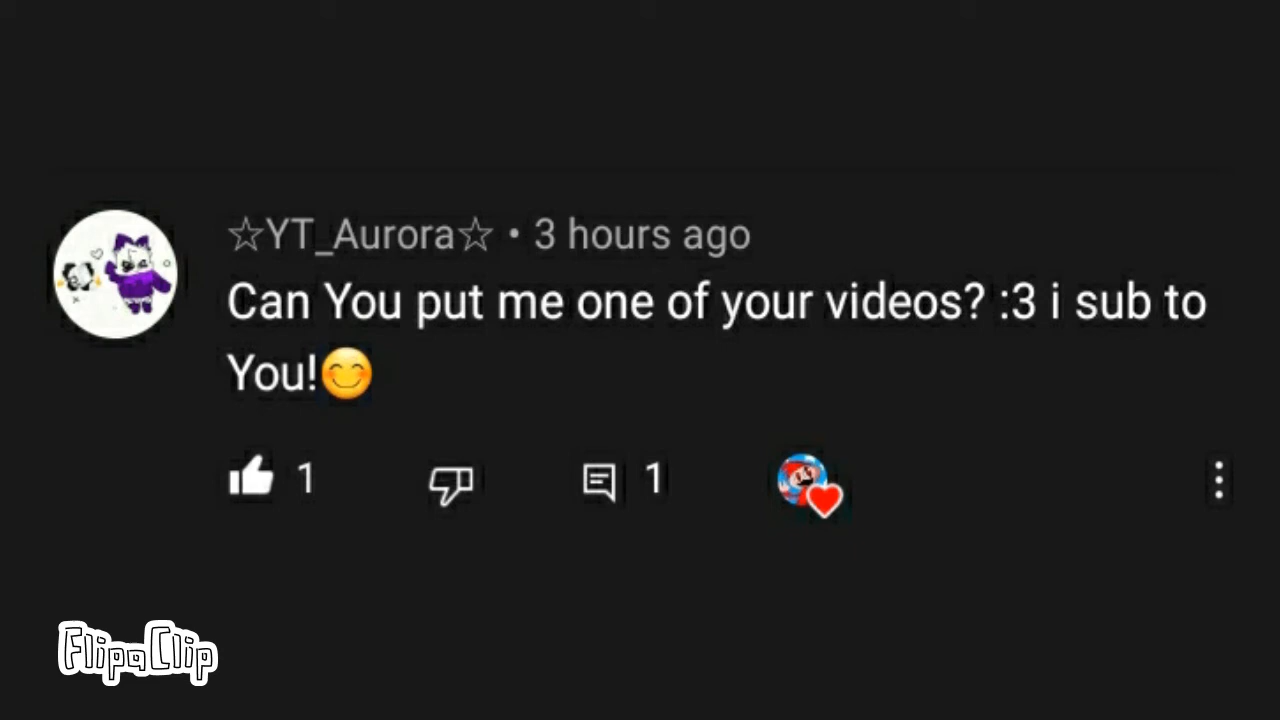 ☆YT_Aurora☆ • 3 hours ago
Can You put me one of your videos? :3 i sub to
You!😊
1 1
FlipaClip